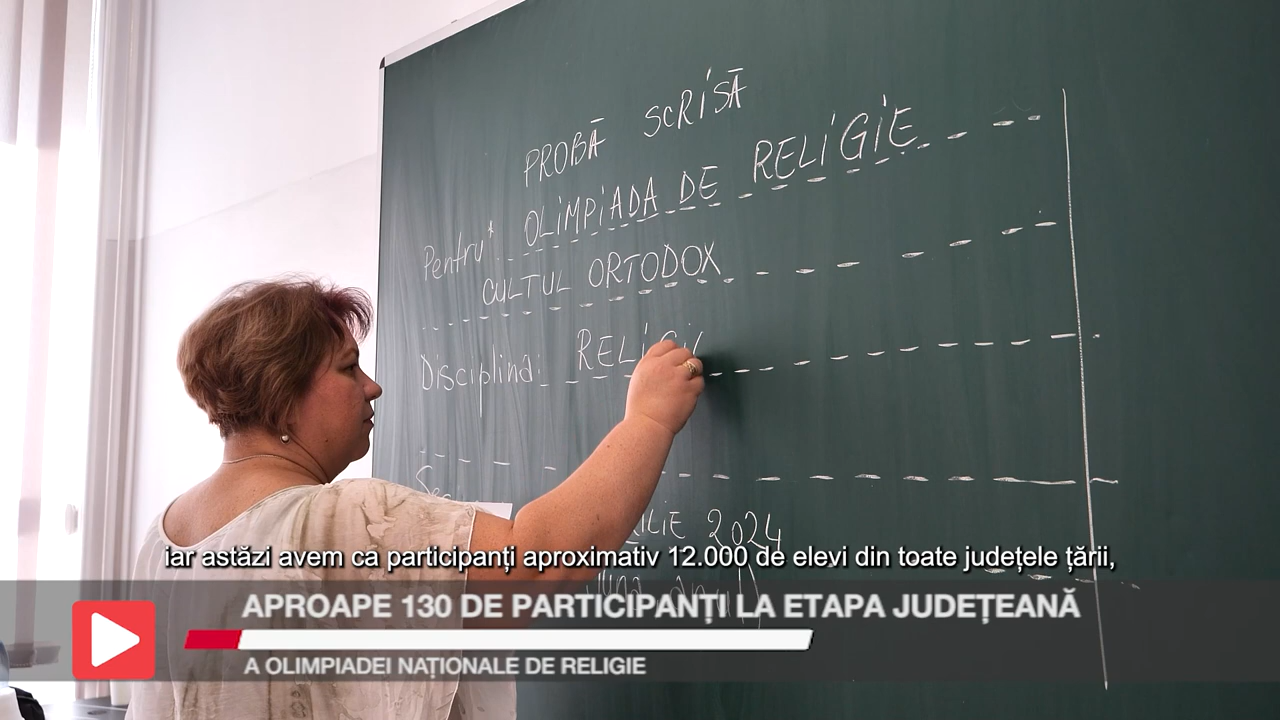 PROBĂ SCRISĂ
Pentru* OLIMPIADA DE RELIGIE
CULTUL ORTODOX
Disciplina: RELIGI
2024
iar astăzi avem ca participanți aproximativ 12.000 de elevi din toate județele țării,
APROAPE 130 DE PARTICIPANȚI LA ETAPA JUDEȚEANĂ
A OLIMPIADEI NAȚIONALE DE RELIGIE